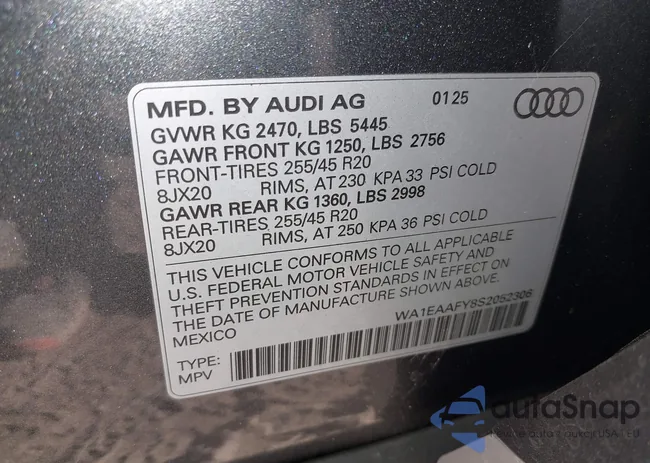 MFD. BY AUDI AG 0125
GVWR KG 2470, LBS 5445
GAWR FRONT KG 1250, LBS 2756
FRONT-TIRES 255/45 R20
8JX20 RIMS, AT 230 KPA 33 PSI COLD
GAWR REAR KG 1360, LBS 2998
REAR-TIRES 255/45 R20
8JX20 RIMS, AT 250 KPA 36 PSI COLD
THIS VEHICLE CONFORMS TO ALL APPLICABLE
U.S. FEDERAL MOTOR VEHICLE SAFETY AND
THEFT PREVENTION STANDARDS IN EFFECT ON
THE DATE OF MANUFACTURE SHOWN ABOVE.
MEXICO WA1EAAFY8S2052306
TYPE:
MPV
autoSnap